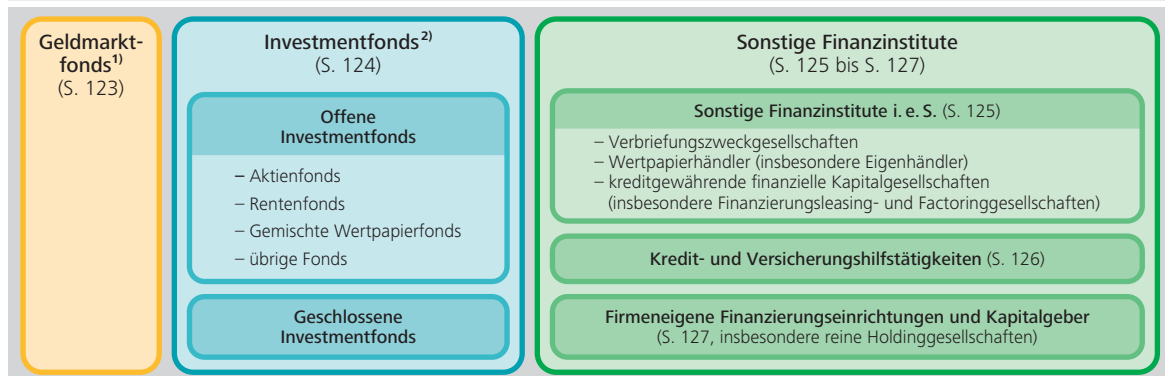 Geldmarkt-
fonds¹⁾
(S. 123)
Investmentfonds²⁾
(S. 124)
Offene
Investmentfonds
– Aktienfonds
– Rentenfonds
– Gemischte Wertpapierfonds
– übrige Fonds
Geschlossene
Investmentfonds
Sonstige Finanzinstitute
(S. 125 bis S. 127)
Sonstige Finanzinstitute i. e. S. (S. 125)
– Verbriefungszweckgesellschaften
– Wertpapierhändler (insbesondere Eigenhändler)
– kreditgewährende finanzielle Kapitalgesellschaften
(insbesondere Finanzierungsleasing- und Factoringgesellschaften)
Kredit- und Versicherungshilfstätigkeiten (S. 126)
Firmeneigene Finanzierungseinrichtungen und Kapitalgeber
(S. 127, insbesondere reine Holdinggesellschaften)